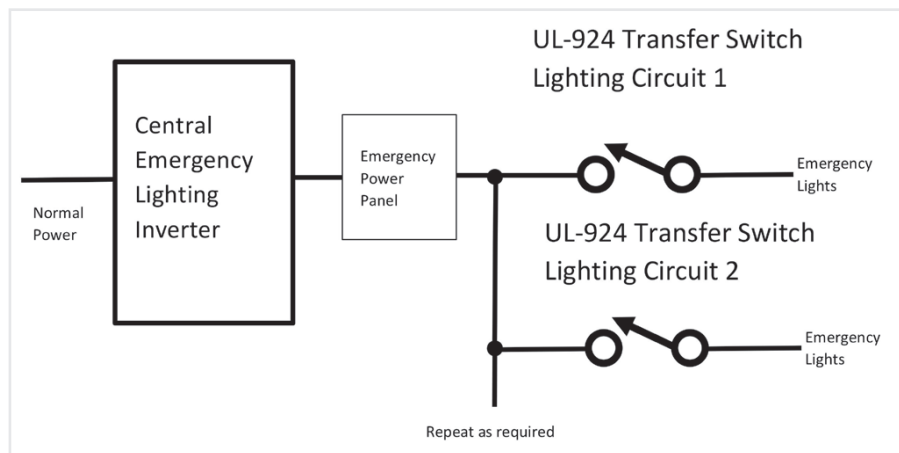 UL-924 Transfer Switch
Lighting Circuit 1
Central
Emergency
Lighting
Inverter
Emergency
Power
Panel
Normal
Power
Emergency
Lights
UL-924 Transfer Switch
Lighting Circuit 2
Emergency
Lights
Repeat as required